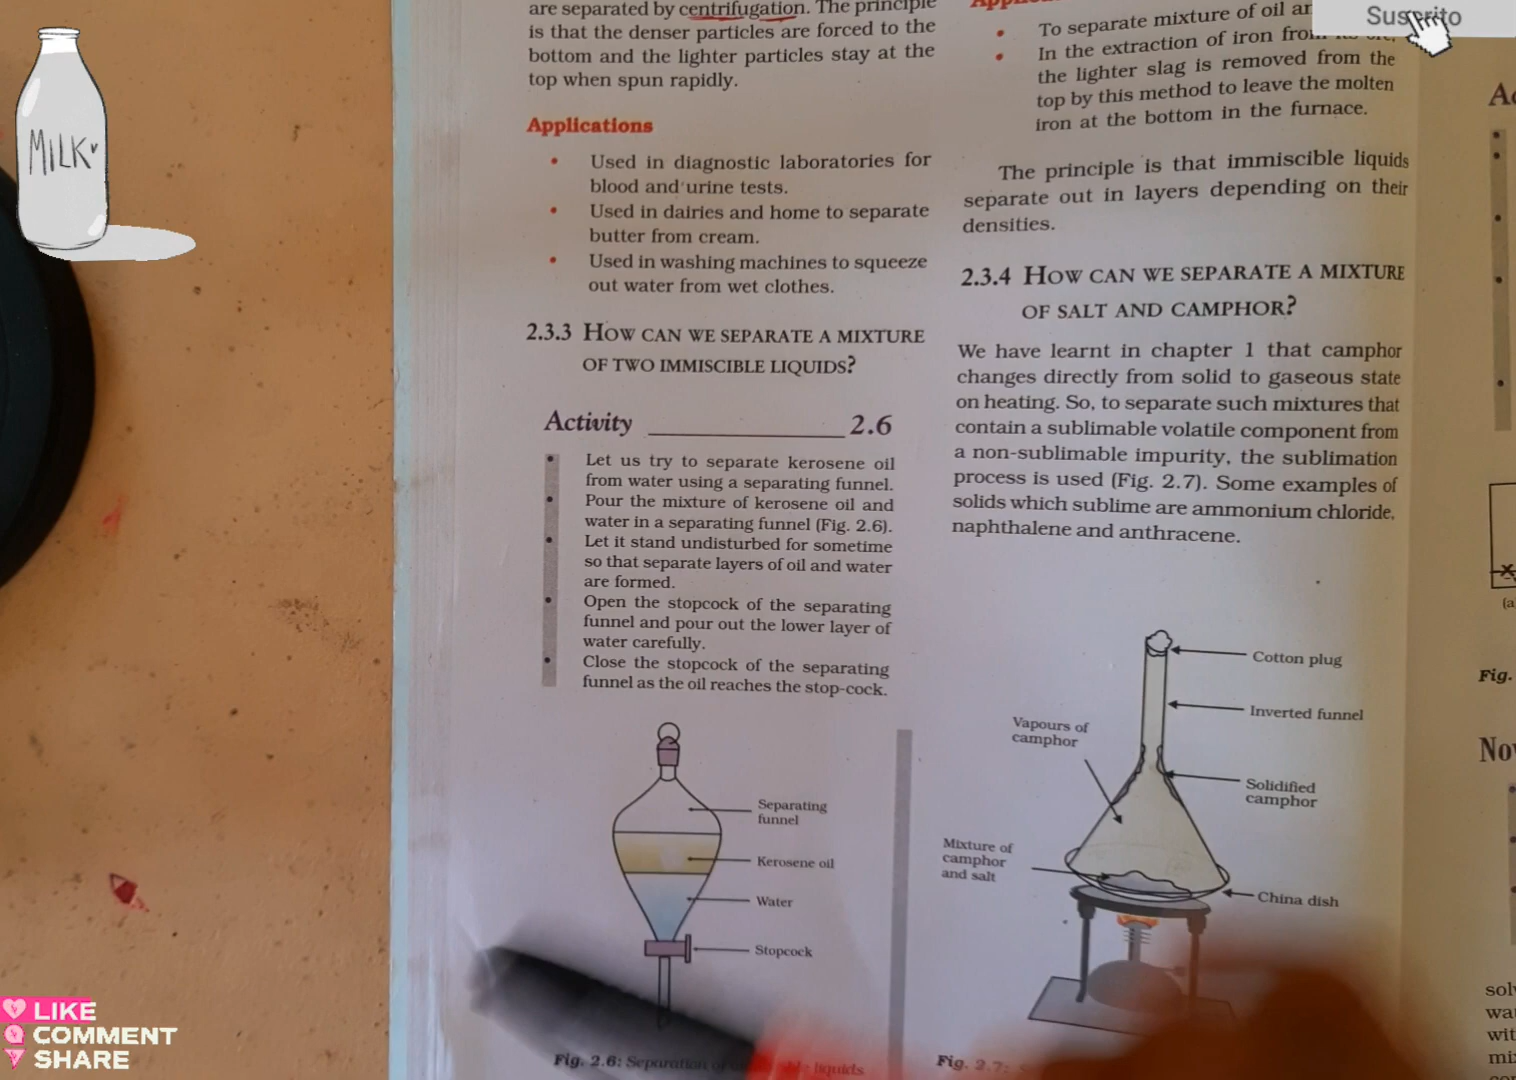 MILK
are separated by centrifugation. The principle
is that the denser particles are forced to the
bottom and the lighter particles stay at the
top when spun rapidly.
Applications
• Used in diagnostic laboratories for
blood and urine tests.
• Used in dairies and home to separate
butter from cream.
• Used in washing machines to squeeze
out water from wet clothes.
2.3.3 HOW CAN WE SEPARATE A MIXTURE
OF TWO IMMISCIBLE LIQUIDS?
Activity 2.6
• Let us try to separate kerosene oil
from water using a separating funnel.
• Pour the mixture of kerosene oil and
water in a separating funnel (Fig. 2.6).
• Let it stand undisturbed for sometime
so that separate layers of oil and water
are formed.
• Open the stopcock of the separating
funnel and pour out the lower layer of
water carefully.
• Close the stopcock of the separating
funnel as the oil reaches the stop-cock.
Separating
funnel
Kerosene oil
Water
Stopcock
Fig. 2.6: Separation of liquids
• To separate mixture of oil
• In the extraction of iron from
the lighter slag is removed from the
top by this method to leave the molten
iron at the bottom in the furnace.
The principle is that immiscible liquids
separate out in layers depending on their
densities.
2.3.4 HOW CAN WE SEPARATE A MIXTURE
OF SALT AND CAMPHOR?
We have learnt in chapter 1 that camphor
changes directly from solid to gaseous state
on heating. So, to separate such mixtures that
contain a sublimable volatile component from
a non-sublimable impurity, the sublimation
process is used (Fig. 2.7). Some examples of
solids which sublime are ammonium chloride,
naphthalene and anthracene.
Cotton plug
Inverted funnel
Vapours of
camphor
Solidified
camphor
Mixture of
camphor
and salt
China dish
Fig. 2.7:
Suscrito
(a
Fig.
LIKE
COMMENT
SHARE